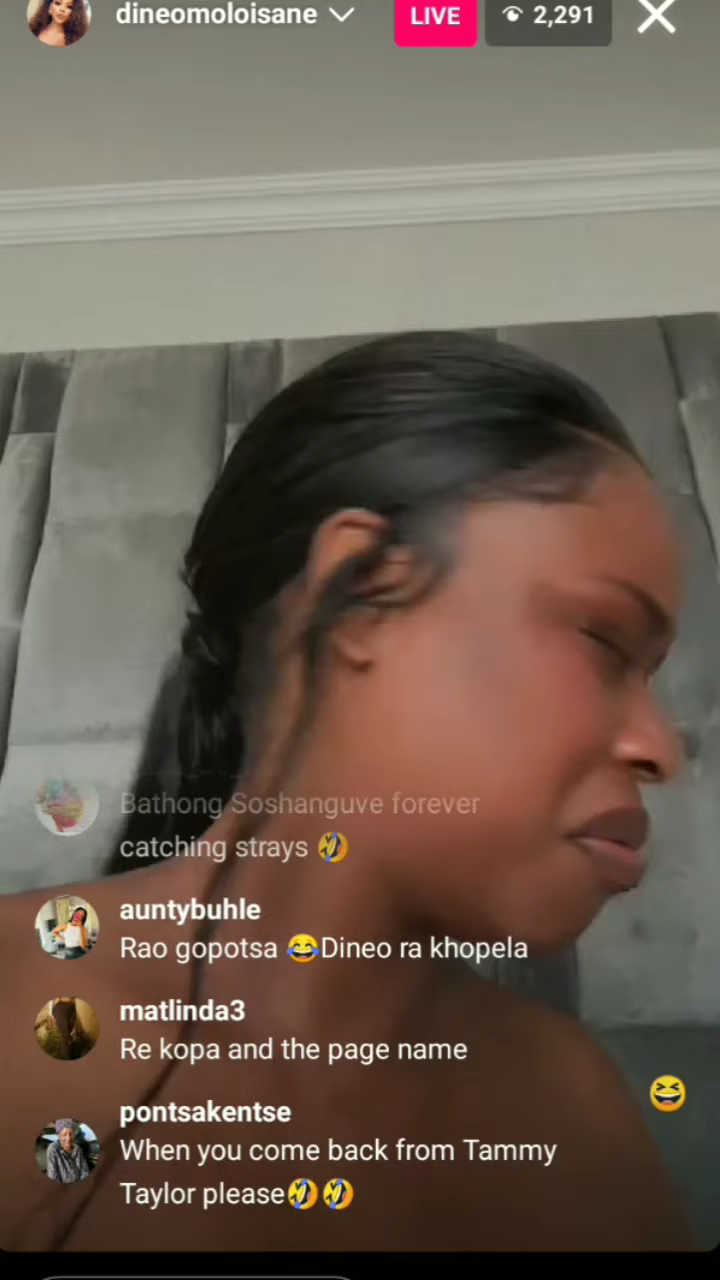 dineomoloisane
LIVE
2,291
Bathong Soshanguve forever
catching strays 🤣
auntybuhle
Rao gopotsa 😂Dineo ra khopela
matlinda3
Re kopa and the page name
pontsakentse
When you come back from Tammy
Taylor please🤣🤣